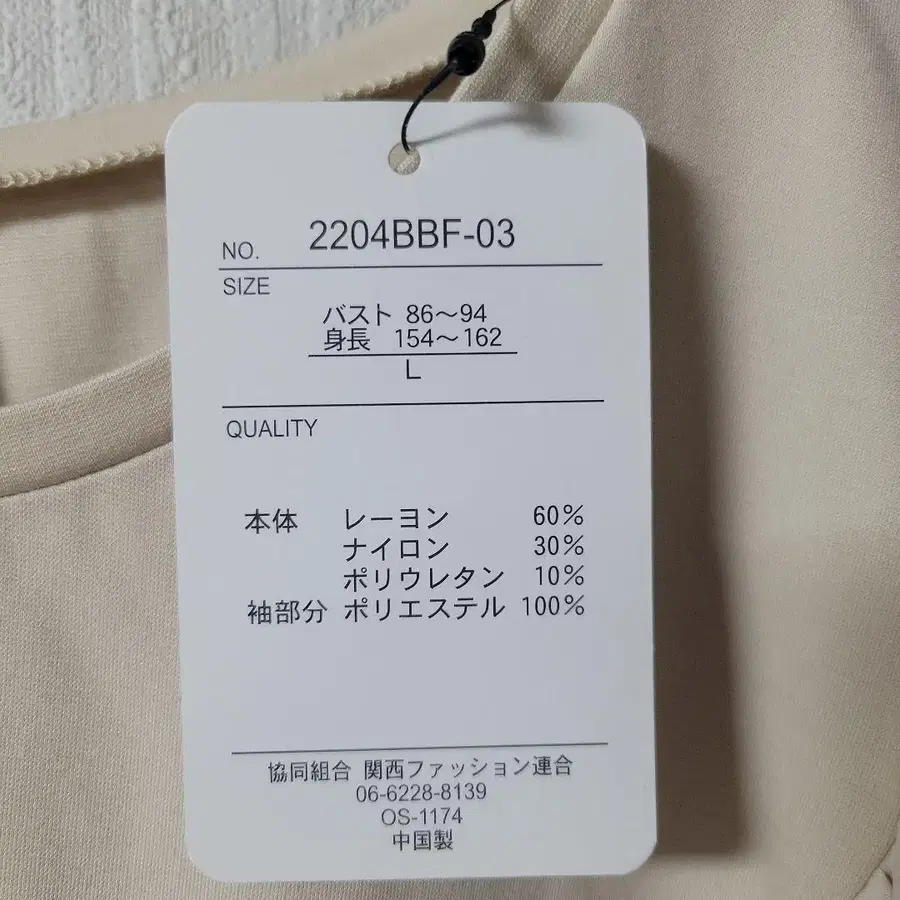 NO. 2204BBF-03
SIZE
バスト 86～94
身長 154～162
L
QUALITY
本体 レーヨン 60%
ナイロン 30%
ポリウレタン 10%
袖部分 ポリエステル 100%
協同組合 関西ファッション連合
06-6228-8139
OS-1174
中国製